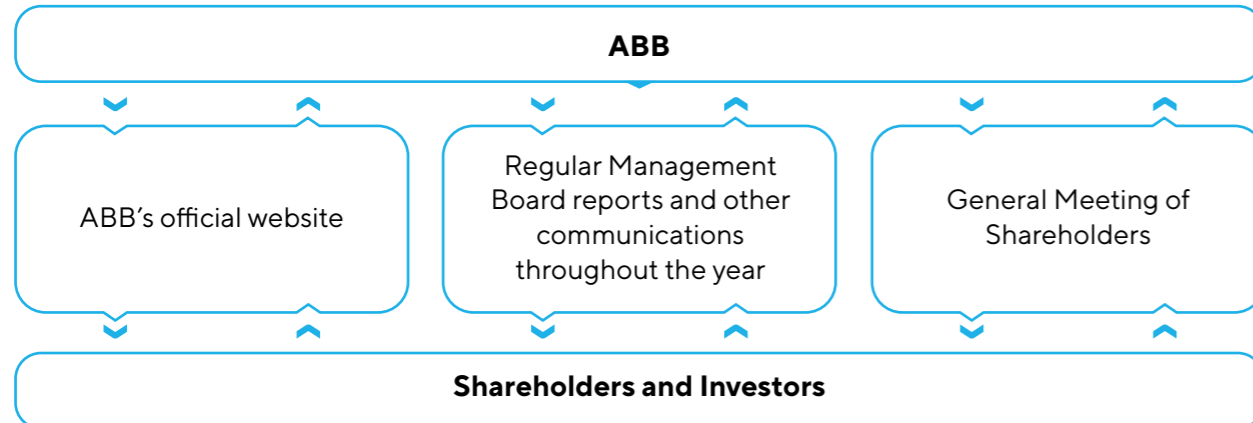 ABB
ABB’s official website
Regular Management
Board reports and other
communications
throughout the year
General Meeting of
Shareholders
Shareholders and Investors